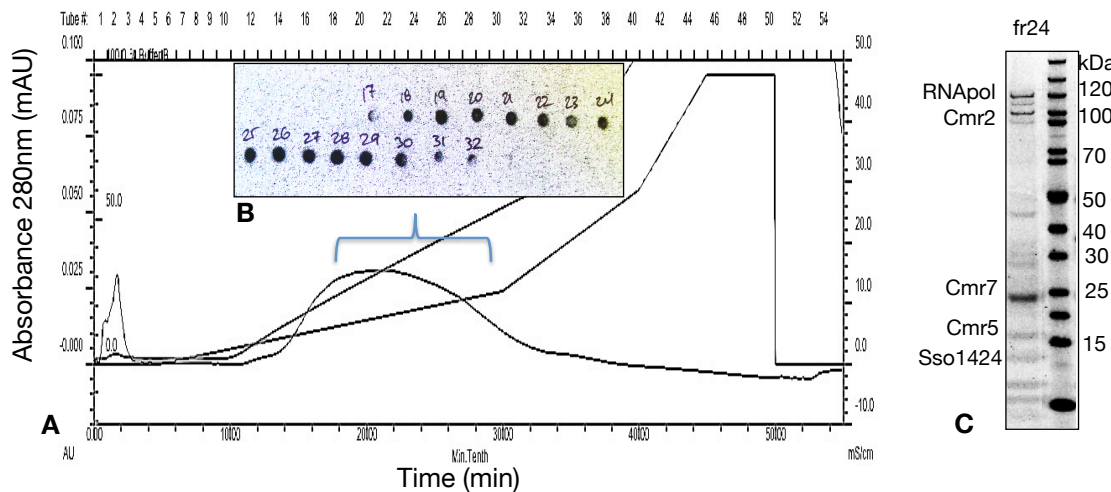 Tube #: 1 2 3 4 5 6 7 8 9 10 12 14 16 18 20 22 24 26 28 30 32 34 36 38 40 42 44 46 48 50 52 54
0.100
50.0
17 18 19 20 21 22 23 24
25 26 27 28 29 30 31 32
B
0.075
0.050
0.025
-0.000
50.0
0.0
40.0
30.0
20.0
10.0
0.0
-10.0
Absorbance 280nm (mAU)
A
0.00 10.00 20.00 30.00 40.00 50.00
AU Min.Tenth mS/cm
Time (min)
fr24
kDa
RNApol
Cmr2
Cmr7
Cmr5
Sso1424
120
100
70
50
40
30
25
15
C